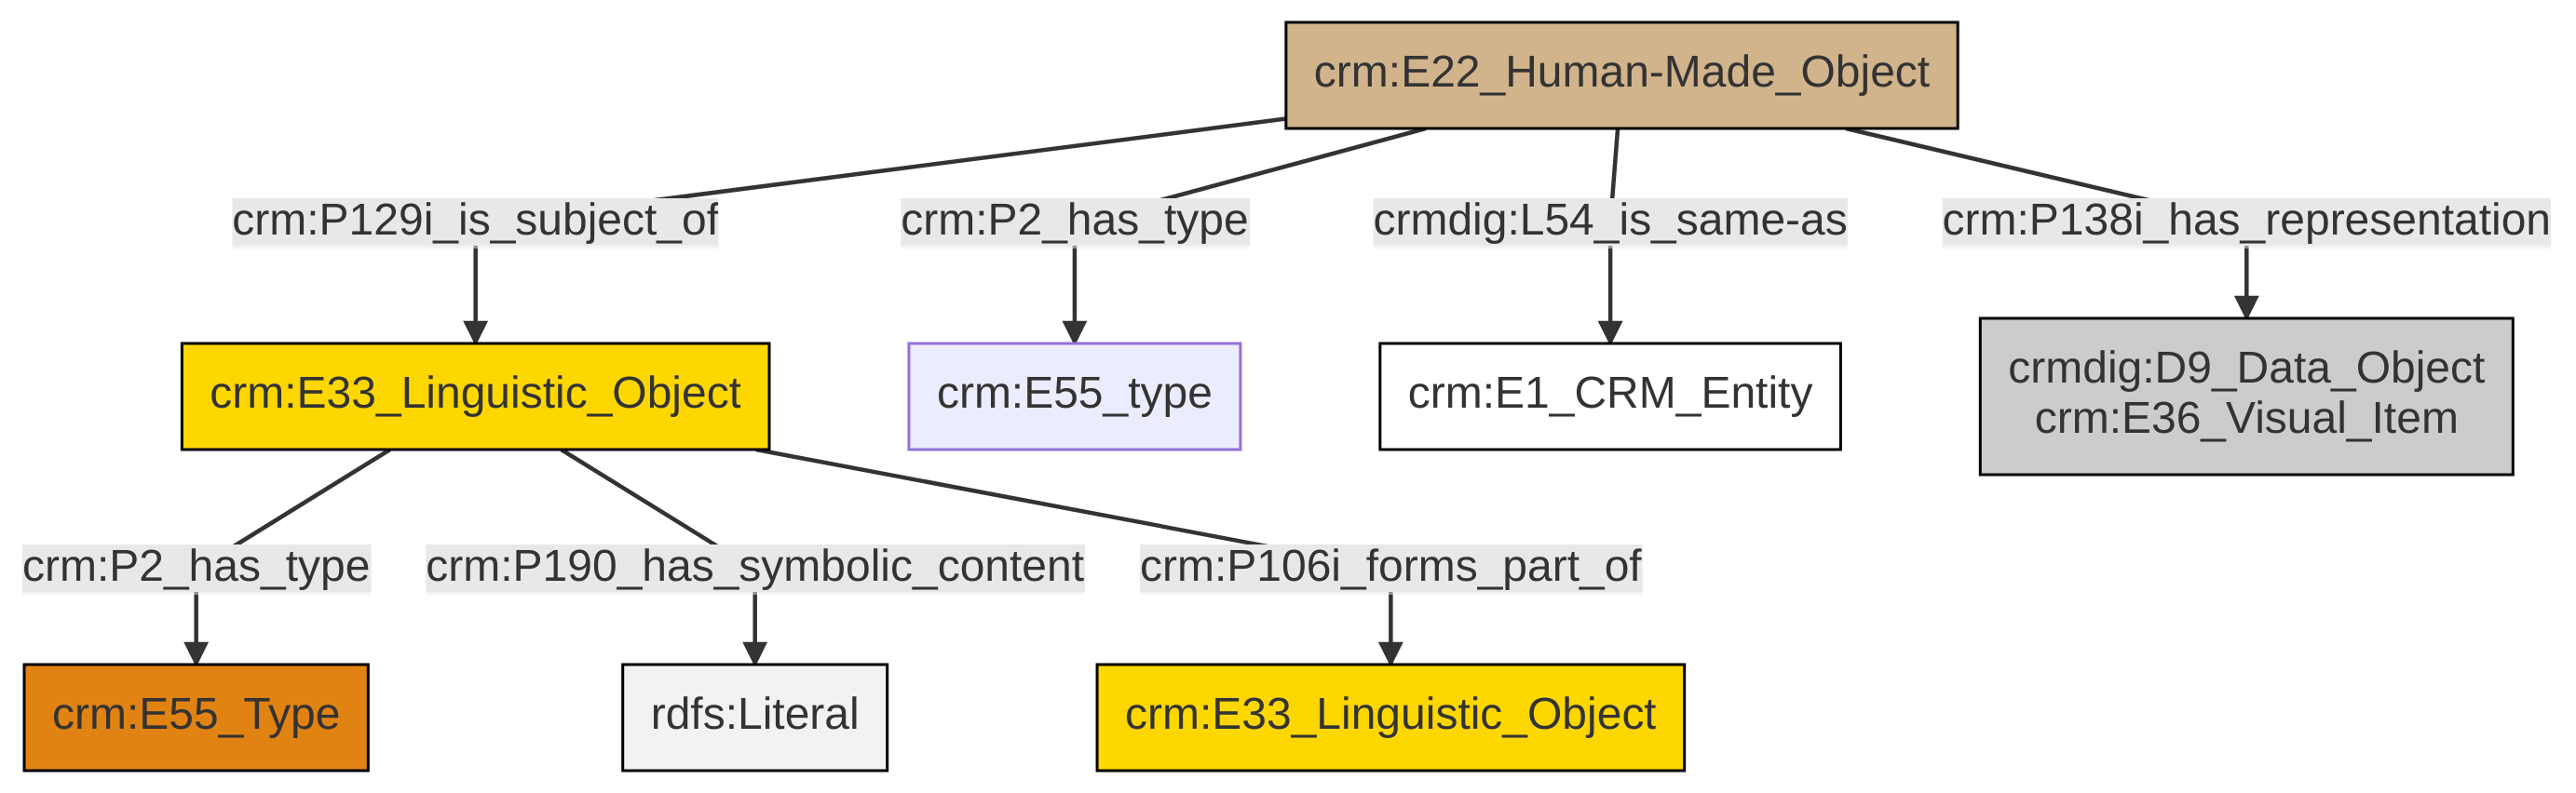 crm:E22_Human-Made_Object
crm:P129i_is_subject_of
crm:P2_has_type
crmdig:L54_is_same-as
crm:P138i_has_representation
crm:E33_Linguistic_Object
crm:E55_type
crm:E1_CRM_Entity
crmdig:D9_Data_Object
crm:E36_Visual_Item
crm:P2_has_type
crm:P190_has_symbolic_content
crm:P106i_forms_part_of
crm:E55_Type
rdfs:Literal
crm:E33_Linguistic_Object